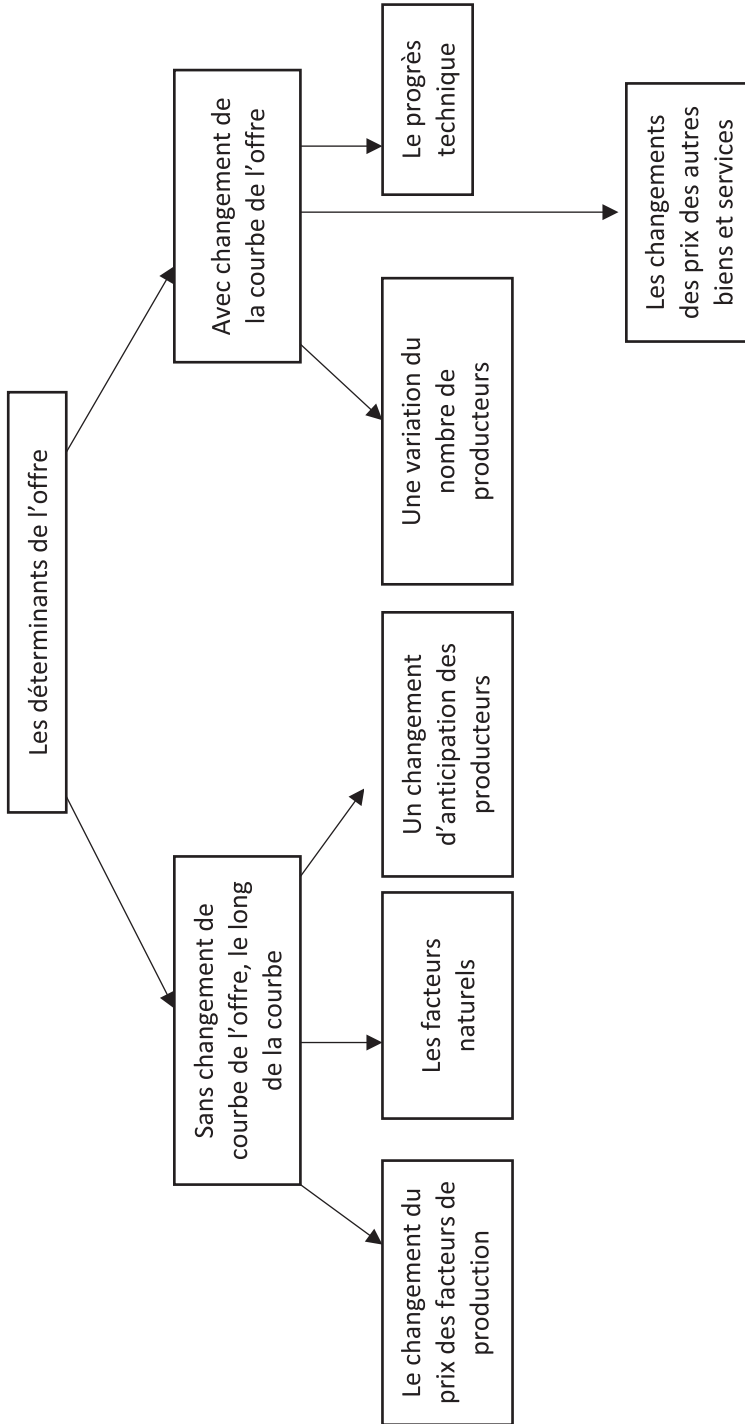 Les déterminants de l’offre
Sans changement de
courbe de l’offre, le long
de la courbe
Avec changement de
la courbe de l’offre
Le changement du
prix des facteurs de
production
Les facteurs
naturels
Un changement
d’anticipation des
producteurs
Une variation du
nombre de
producteurs
Le progrès
technique
Les changements
des prix des autres
biens et services